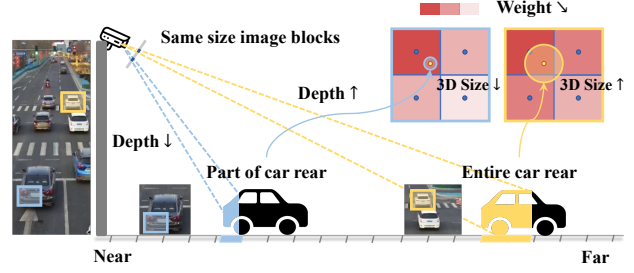 Weight ↘
Same size image blocks
Depth ↑
3D Size ↓
3D Size ↑
Depth ↓
Part of car rear
Entire car rear
Near
Far